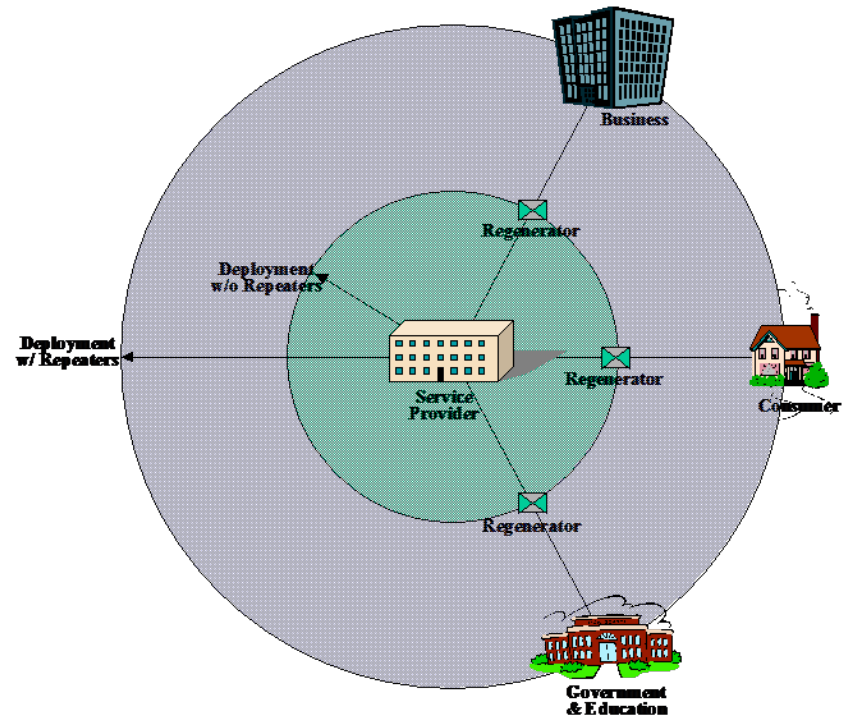 Business
Regenerator
Deployment
w/o Repeaters
Deployment
w/ Repeaters
Regenerator
Service
Provider
Consumer
Regenerator
Government
& Education